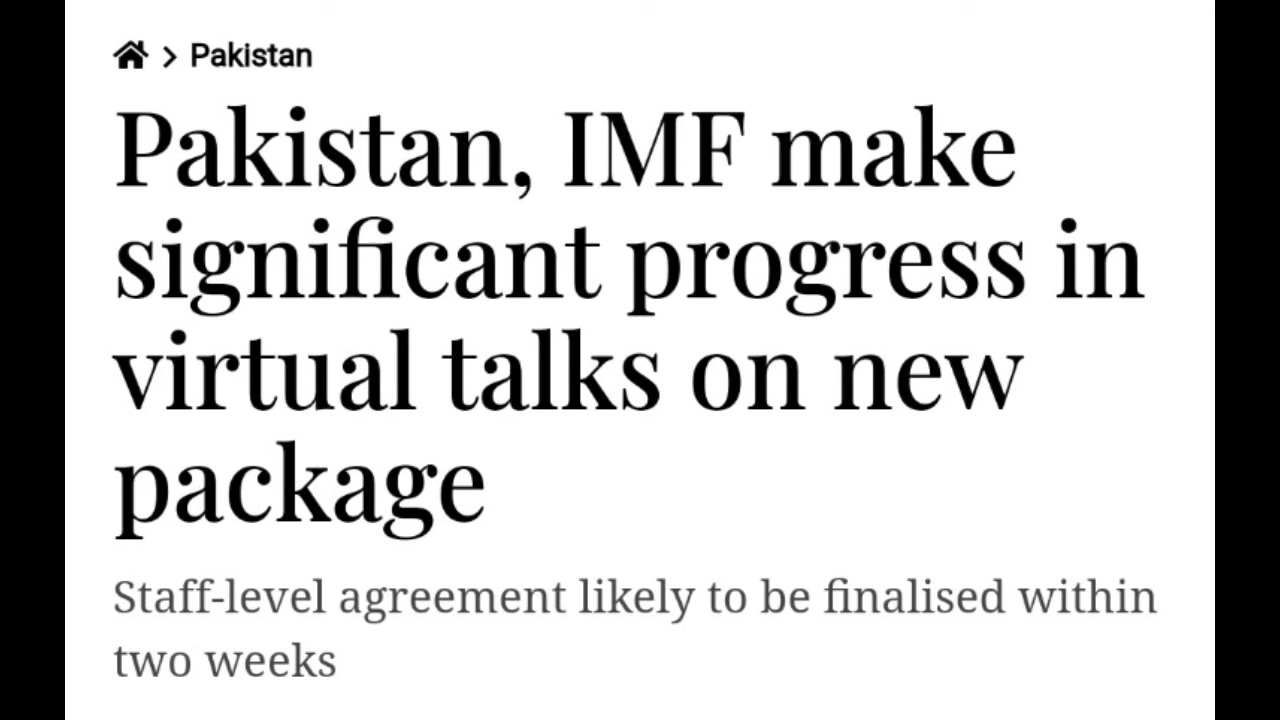 Pakistan
Pakistan, IMF make
significant progress in
virtual talks on new
package
Staff-level agreement likely to be finalised within
two weeks